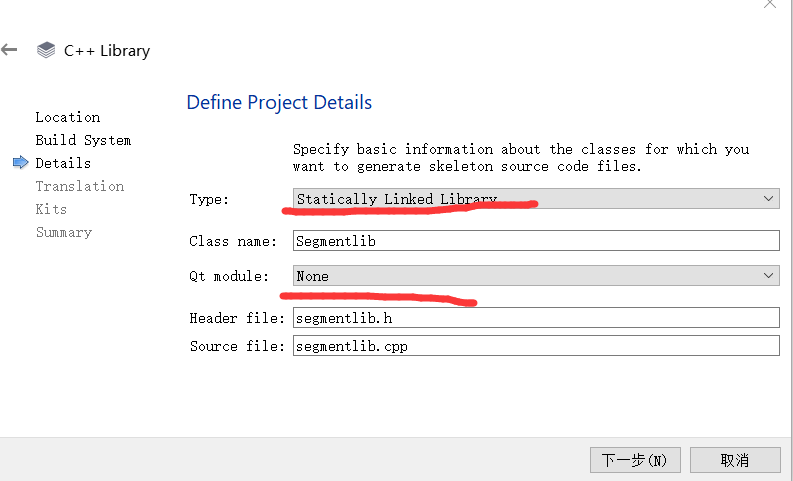 C++ Library
Location
Build System
Details
Translation
Kits
Summary
Define Project Details
Specify basic information about the classes for which you
want to generate skeleton source code files.
Type: Statically Linked Library
Class name: Segmentlib
Qt module: None
Header file: segmentlib.h
Source file: segmentlib.cpp
下一步(N) 取消